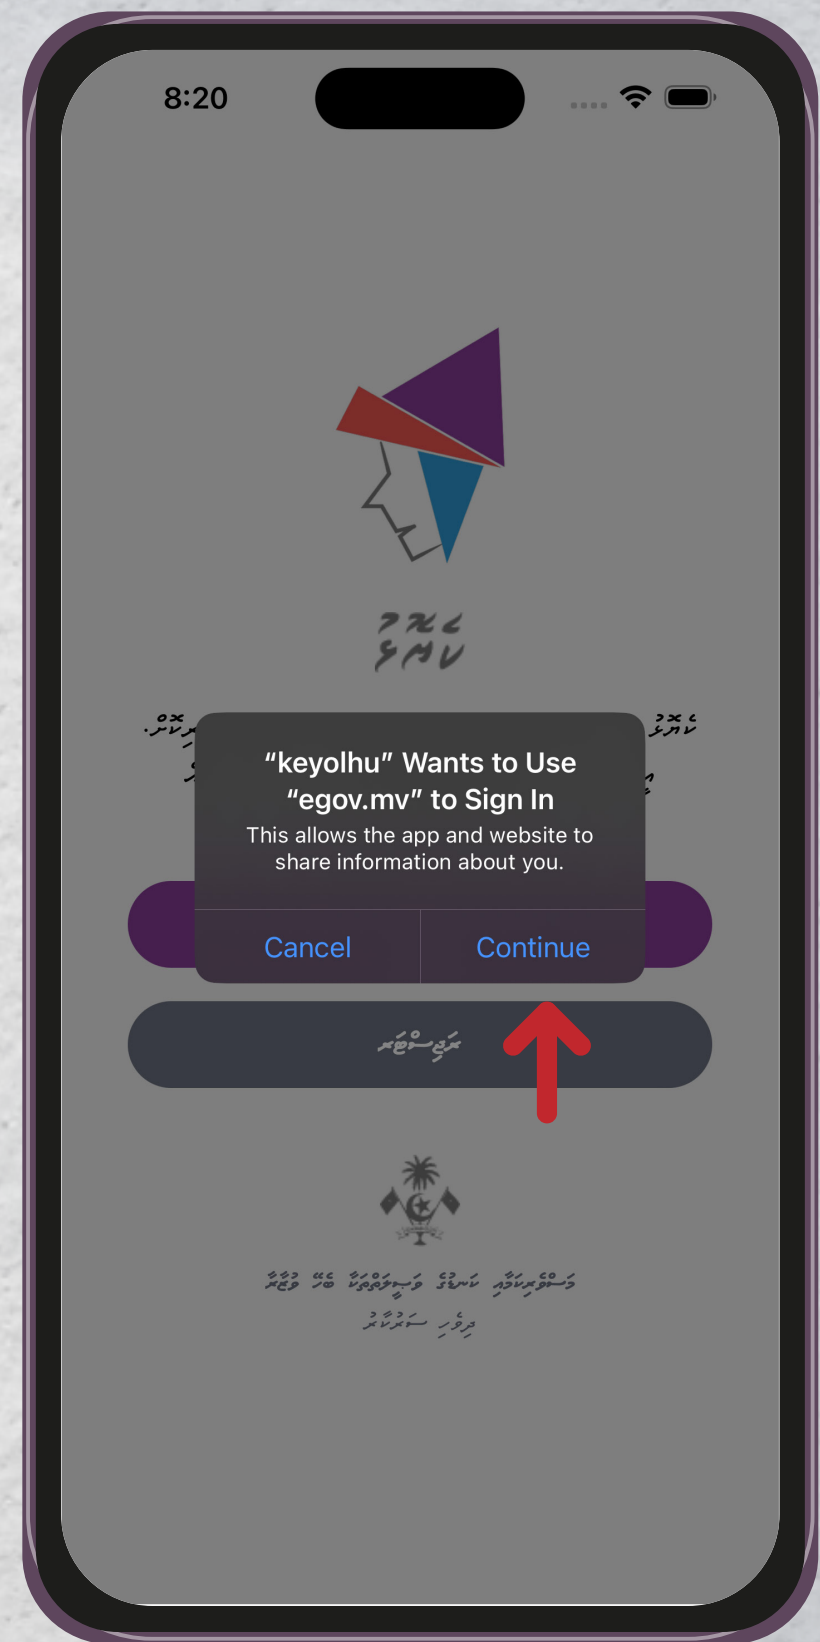 8:20
ކެޔޮޅު
ކެޔޮޅު
“keyolhu” Wants to Use
“egov.mv” to Sign In
This allows the app and website to
share information about you.
Cancel
Continue
ރަޖިސްޓަރ
މަސްވެރިކަމާއި ކަނޑުގެ ވަސީލަތްތަކާ ބެހޭ ވުޒާރާ
ދިވެހި ސަރުކާރު